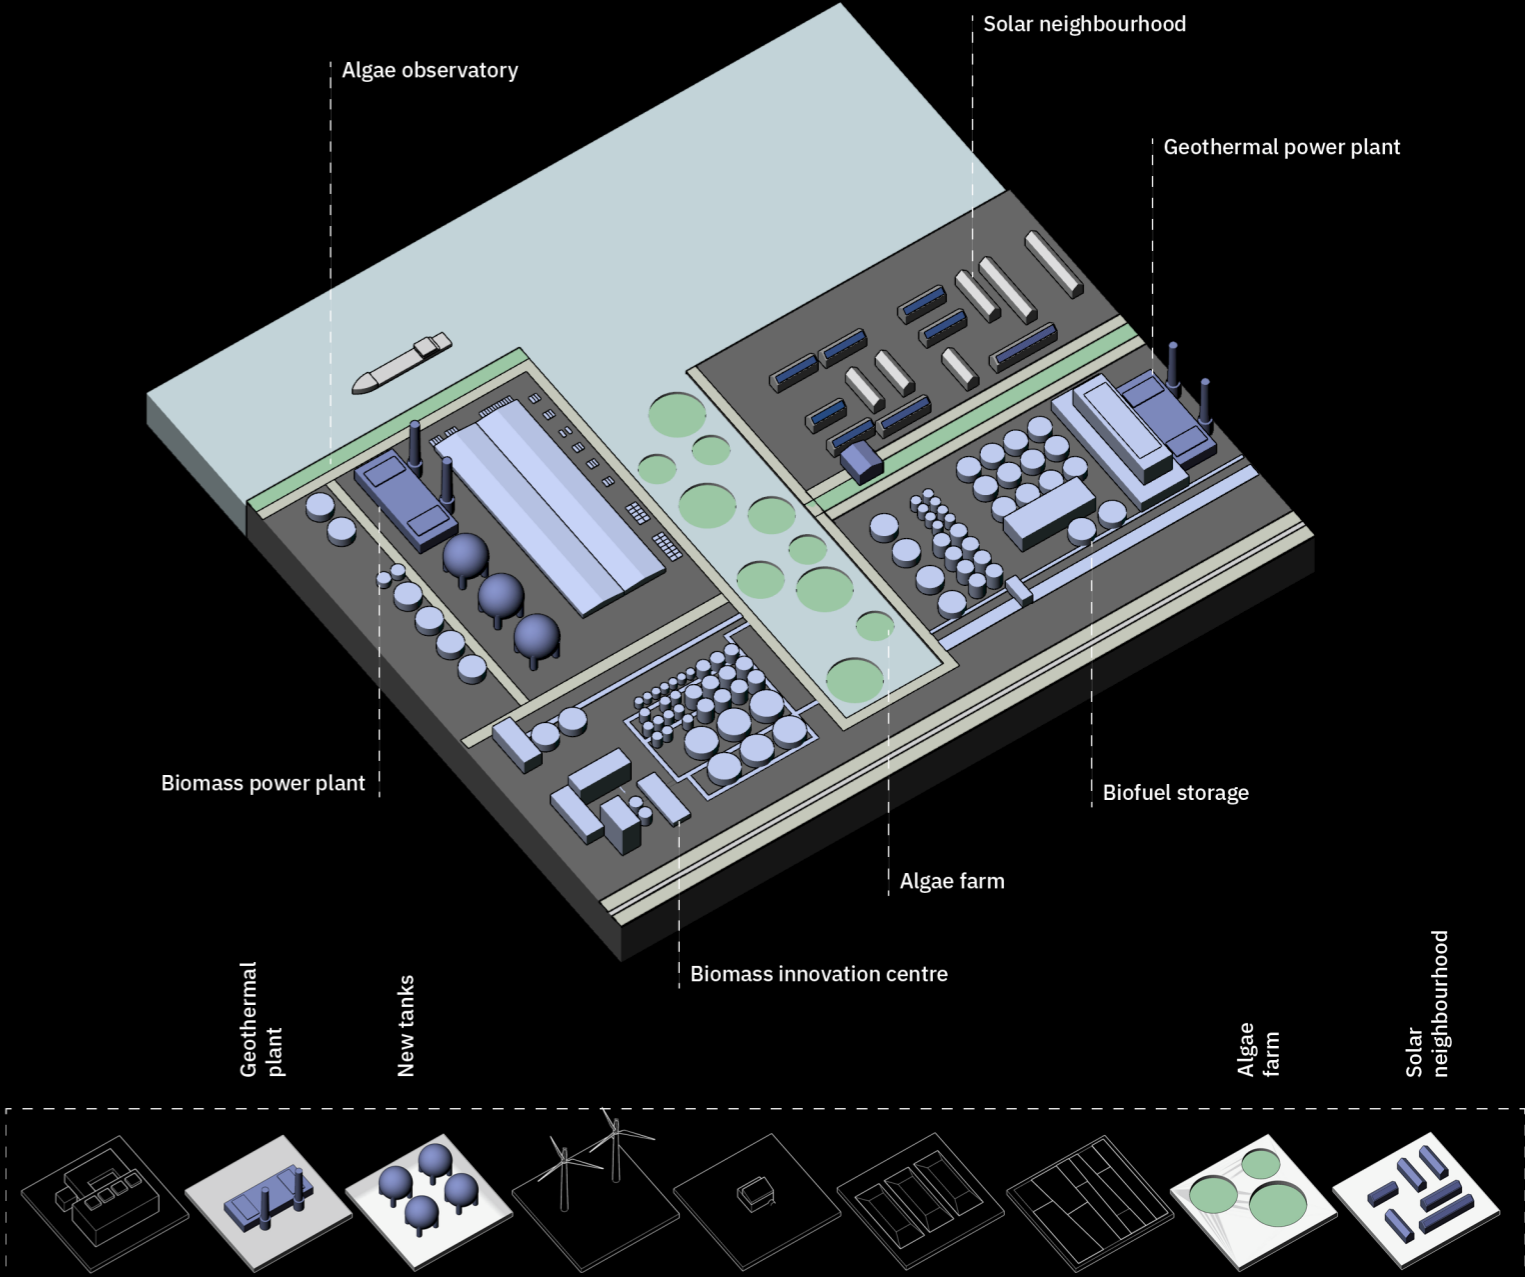 Solar neighbourhood
Algae observatory
Geothermal power plant
Biomass power plant
Biofuel storage
Algae farm
Biomass innovation centre
Geothermal
plant
New tanks
Algae
farm
Solar
neighbourhood